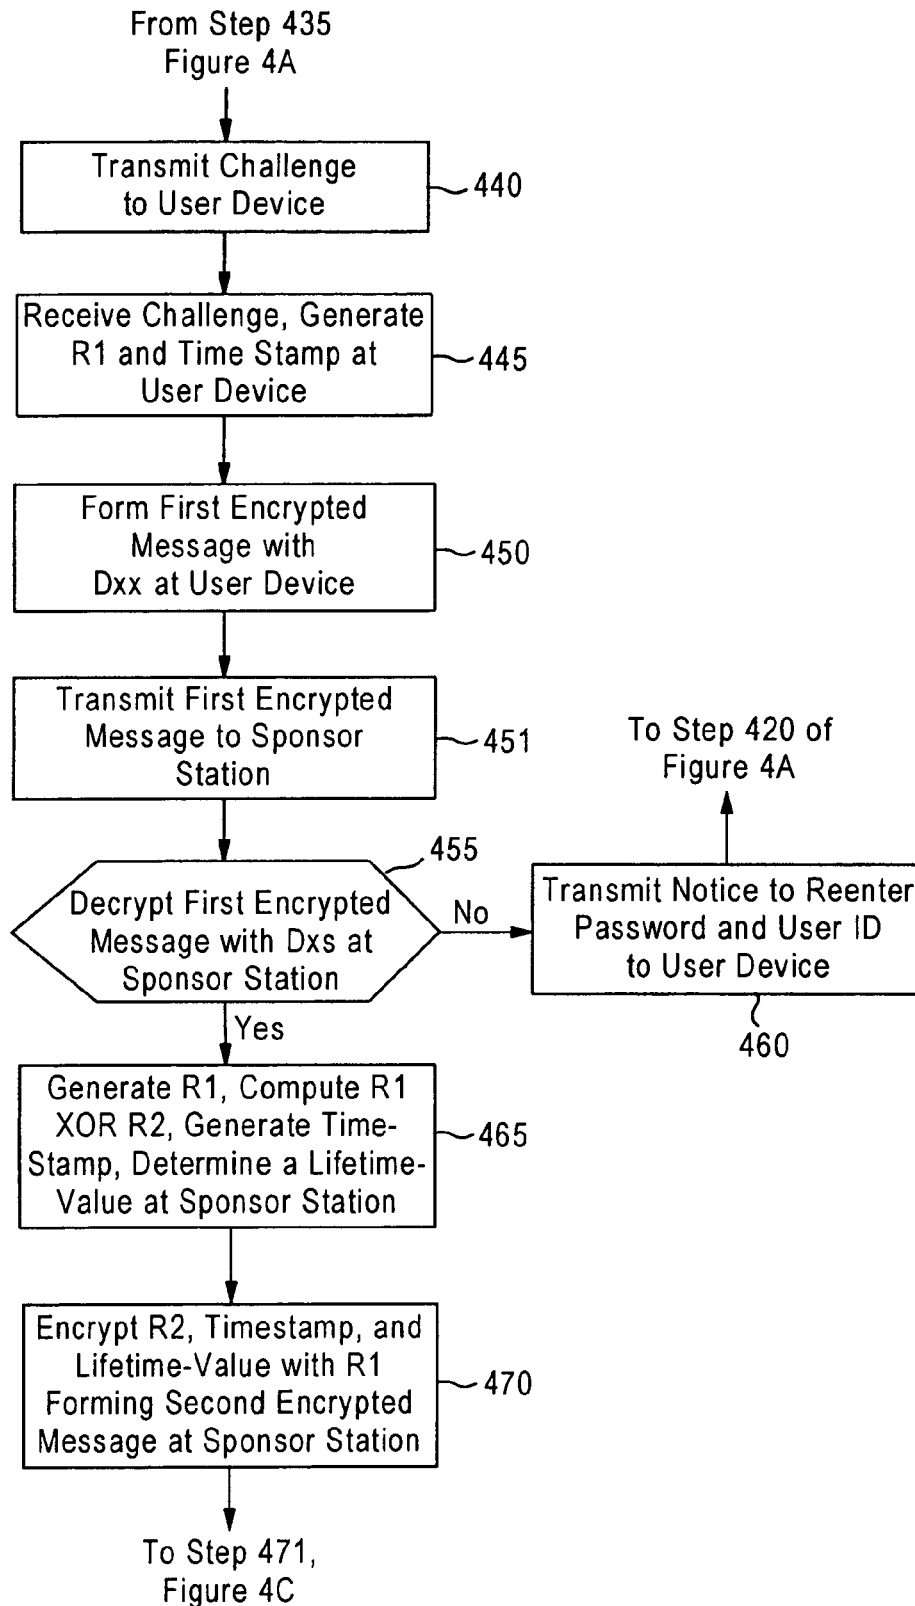 From Step 435
Figure 4A
Transmit Challenge
to User Device
440
Receive Challenge, Generate
R1 and Time Stamp at
User Device
445
Form First Encrypted
Message with
Dxx at User Device
450
Transmit First Encrypted
Message to Sponsor
Station
451
To Step 420 of
Figure 4A
455
Decrypt First Encrypted
Message with Dxs at
Sponsor Station
No
Transmit Notice to Reenter
Password and User ID
to User Device
460
Yes
Generate R1, Compute R1
XOR R2, Generate Time-
Stamp, Determine a Lifetime-
Value at Sponsor Station
465
Encrypt R2, Timestamp, and
Lifetime-Value with R1
Forming Second Encrypted
Message at Sponsor Station
470
To Step 471,
Figure 4C